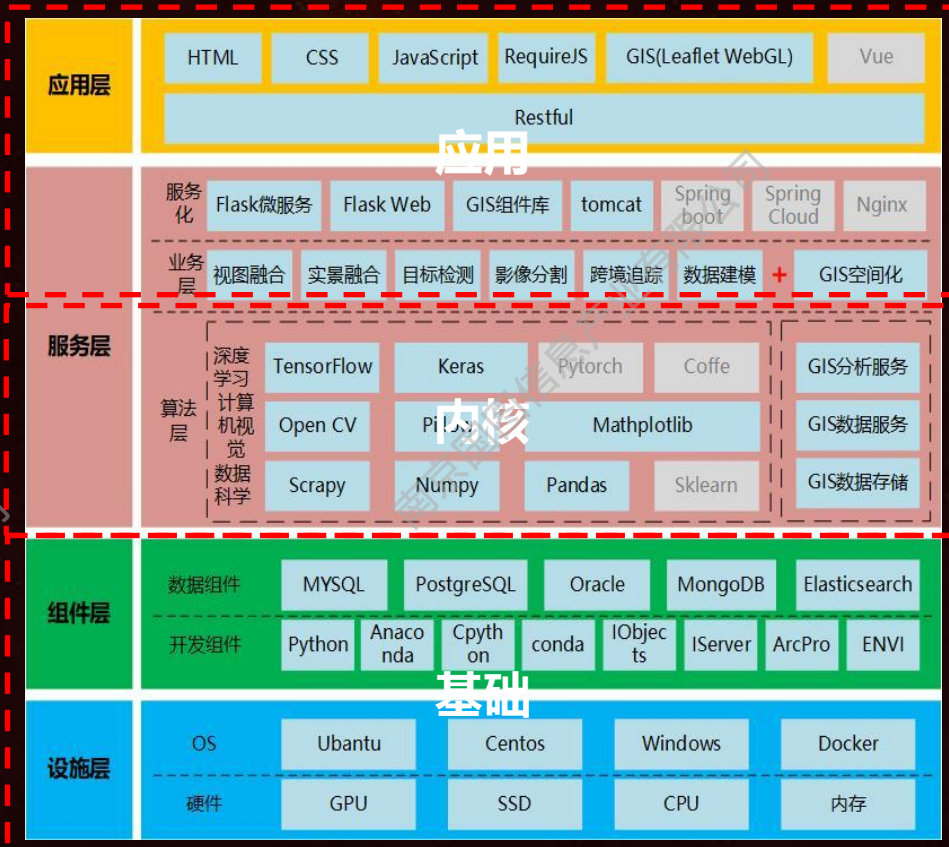 应用层
HTML
CSS
JavaScript
RequireJS
GIS(Leaflet WebGL)
Vue
Restful
应用
服务层
服务
化
Flask微服务
Flask Web
GIS组件库
tomcat
Spring
boot
Spring
Cloud
Nginx
业务
层
视图融合
实景融合
目标检测
影像分割
跨境追踪
数据建模
+
GIS空间化
算法
层
深度
学习
计算
机视
觉
数据
科学
TensorFlow
Keras
Pytorch
Coffe
Open CV
Mathplotlib
Scrapy
Numpy
Pandas
Sklearn
GIS分析服务
GIS数据服务
GIS数据存储
内核
组件层
数据组件
MYSQL
PostgreSQL
Oracle
MongoDB
Elasticsearch
开发组件
Python
Anaco
nda
Cpyth
on
conda
IObjec
ts
IServer
ArcPro
ENVI
基础
设施层
OS
Ubantu
Centos
Windows
Docker
硬件
GPU
SSD
CPU
内存